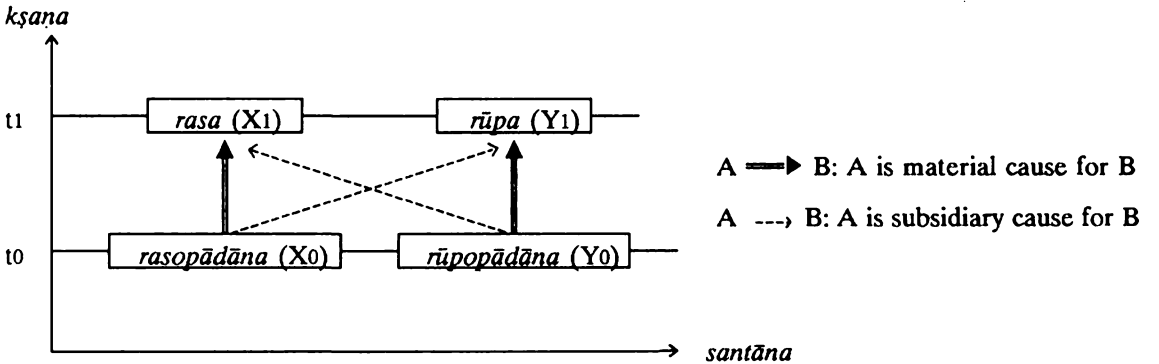 kṣaṇa
t1 rasa (X1) rūpa (Y1)
A B: A is material cause for B
A B: A is subsidiary cause for B
t0 rasopādāna (X0) rūpopādāna (Y0)
santāna